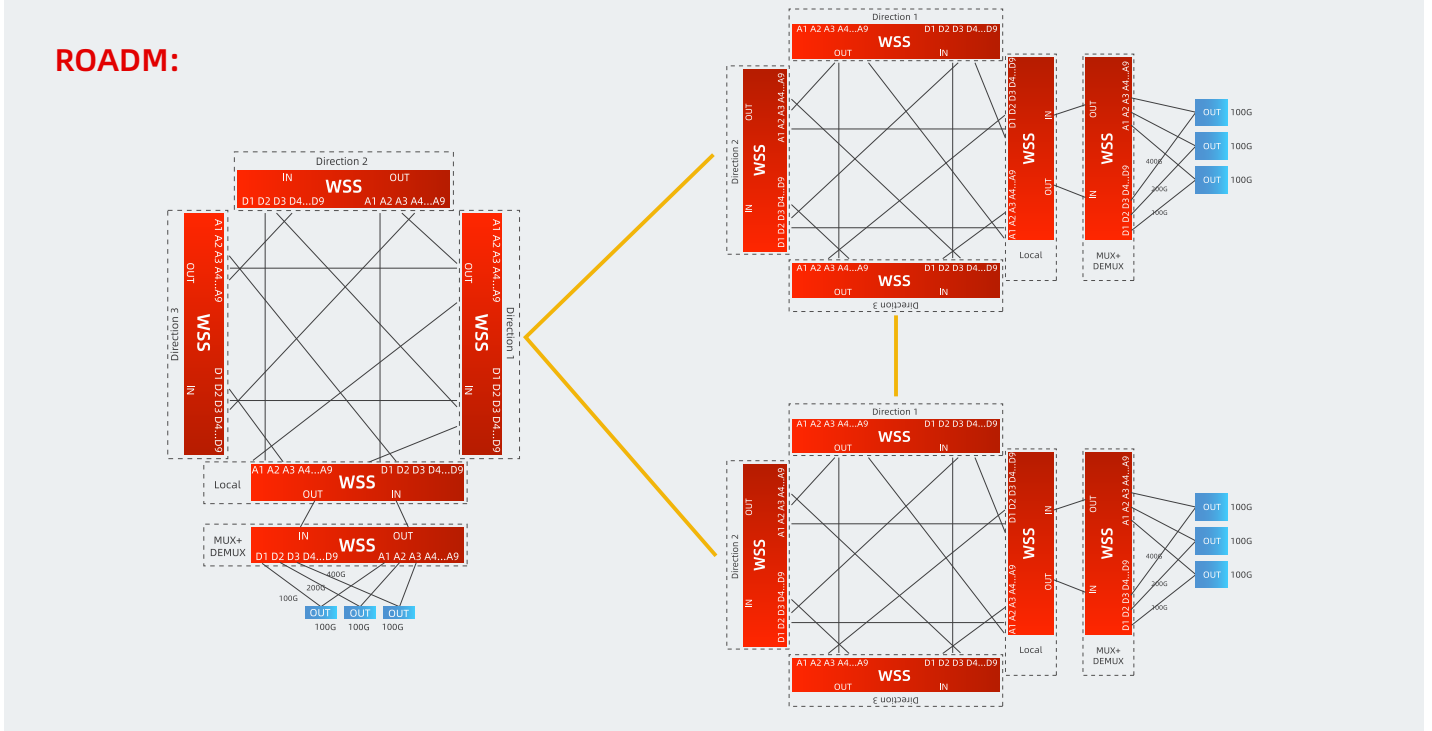 ROADM:
Direction 2
IN
OUT
WSS
D1 D2 D3 D4...D9
A1 A2 A3 A4...A9
Direction 3
A1 A2 A3 A4...A9
OUT
WSS
IN
D1 D2 D3 D4...D9
A1 A2 A3 A4...A9
OUT
WSS
IN
D1 D2 D3 D4...D9
Direction 1
Local
A1 A2 A3 A4...A9
D1 D2 D3 D4...D9
WSS
OUT
IN
MUX+
DEMUX
IN
OUT
WSS
D1 D2 D3 D4...D9
A1 A2 A3 A4...A9
400G
200G
100G
OUT
OUT
OUT
100G
100G
100G
Direction 1
A1 A2 A3 A4...A9
D1 D2 D3 D4...D9
WSS
OUT
IN
Direction 2
OUT
WSS
IN
A1 A2 A3 A4...A9
D1 D2 D3 D4...D9
A1 A2 A3 A4...A9
D1 D2 D3 D4...D9
WSS
OUT
IN
Direction 3
D1 D2 D3 D4...D9
IN
WSS
OUT
A1 A2 A3 A4...A9
Local
OUT
A1 A2 A3 A4...A9
WSS
IN
D1 D2 D3 D4...D9
MUX+
DEMUX
400G
200G
100G
OUT
100G
OUT
100G
OUT
100G
Direction 1
A1 A2 A3 A4...A9
D1 D2 D3 D4...D9
WSS
OUT
IN
Direction 2
OUT
WSS
IN
A1 A2 A3 A4...A9
D1 D2 D3 D4...D9
A1 A2 A3 A4...A9
D1 D2 D3 D4...D9
WSS
OUT
IN
Direction 3
D1 D2 D3 D4...D9
IN
WSS
OUT
A1 A2 A3 A4...A9
Local
OUT
A1 A2 A3 A4...A9
WSS
IN
D1 D2 D3 D4...D9
MUX+
DEMUX
400G
200G
100G
OUT
100G
OUT
100G
OUT
100G